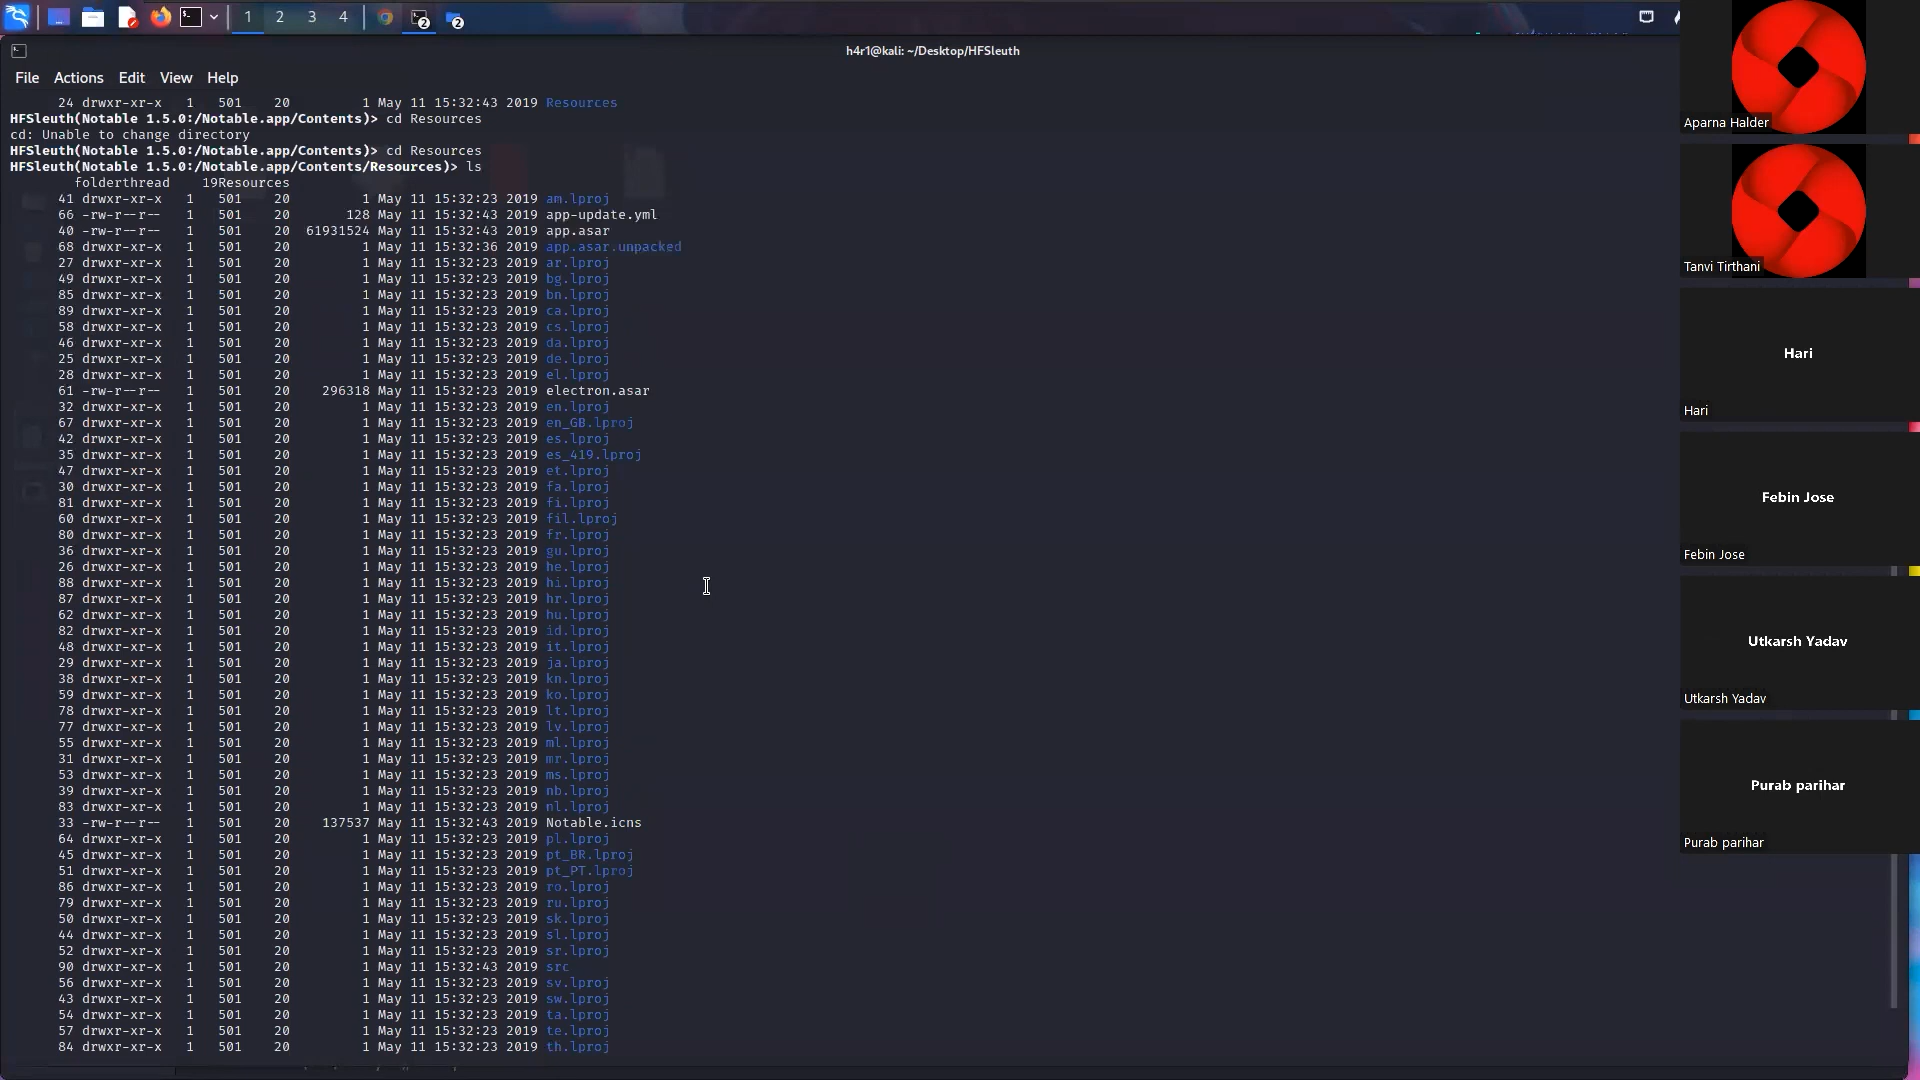 1 2 3 4 2 2
h4r1@kali: ~/Desktop/HFSleuth
File Actions Edit View Help
24 drwxr-xr-x 1 501 20 1 May 11 15:32:43 2019 Resources
HFSleuth(Notable 1.5.0:/Notable.app/Contents)> cd Resources
cd: Unable to change directory
HFSleuth(Notable 1.5.0:/Notable.app/Contents)> cd Resources
HFSleuth(Notable 1.5.0:/Notable.app/Contents/Resources)> ls
folderthread 19Resources
41 drwxr-xr-x 1 501 20 1 May 11 15:32:23 2019 am.lproj
66 -rw-r--r-- 1 501 20 128 May 11 15:32:43 2019 app-update.yml
40 -rw-r--r-- 1 501 20 61931524 May 11 15:32:43 2019 app.asar
68 drwxr-xr-x 1 501 20 1 May 11 15:32:36 2019 app.asar.unpacked
27 drwxr-xr-x 1 501 20 1 May 11 15:32:23 2019 ar.lproj
49 drwxr-xr-x 1 501 20 1 May 11 15:32:23 2019 bg.lproj
85 drwxr-xr-x 1 501 20 1 May 11 15:32:23 2019 bn.lproj
89 drwxr-xr-x 1 501 20 1 May 11 15:32:23 2019 ca.lproj
58 drwxr-xr-x 1 501 20 1 May 11 15:32:23 2019 cs.lproj
46 drwxr-xr-x 1 501 20 1 May 11 15:32:23 2019 da.lproj
25 drwxr-xr-x 1 501 20 1 May 11 15:32:23 2019 de.lproj
28 drwxr-xr-x 1 501 20 1 May 11 15:32:23 2019 el.lproj
61 -rw-r--r-- 1 501 20 296318 May 11 15:32:23 2019 electron.asar
32 drwxr-xr-x 1 501 20 1 May 11 15:32:23 2019 en.lproj
67 drwxr-xr-x 1 501 20 1 May 11 15:32:23 2019 en_GB.lproj
42 drwxr-xr-x 1 501 20 1 May 11 15:32:23 2019 es.lproj
35 drwxr-xr-x 1 501 20 1 May 11 15:32:23 2019 es_419.lproj
47 drwxr-xr-x 1 501 20 1 May 11 15:32:23 2019 et.lproj
30 drwxr-xr-x 1 501 20 1 May 11 15:32:23 2019 fa.lproj
81 drwxr-xr-x 1 501 20 1 May 11 15:32:23 2019 fi.lproj
60 drwxr-xr-x 1 501 20 1 May 11 15:32:23 2019 fil.lproj
80 drwxr-xr-x 1 501 20 1 May 11 15:32:23 2019 fr.lproj
36 drwxr-xr-x 1 501 20 1 May 11 15:32:23 2019 gu.lproj
26 drwxr-xr-x 1 501 20 1 May 11 15:32:23 2019 he.lproj
88 drwxr-xr-x 1 501 20 1 May 11 15:32:23 2019 hi.lproj
87 drwxr-xr-x 1 501 20 1 May 11 15:32:23 2019 hr.lproj
62 drwxr-xr-x 1 501 20 1 May 11 15:32:23 2019 hu.lproj
82 drwxr-xr-x 1 501 20 1 May 11 15:32:23 2019 id.lproj
48 drwxr-xr-x 1 501 20 1 May 11 15:32:23 2019 it.lproj
29 drwxr-xr-x 1 501 20 1 May 11 15:32:23 2019 ja.lproj
38 drwxr-xr-x 1 501 20 1 May 11 15:32:23 2019 kn.lproj
59 drwxr-xr-x 1 501 20 1 May 11 15:32:23 2019 ko.lproj
78 drwxr-xr-x 1 501 20 1 May 11 15:32:23 2019 lt.lproj
77 drwxr-xr-x 1 501 20 1 May 11 15:32:23 2019 lv.lproj
55 drwxr-xr-x 1 501 20 1 May 11 15:32:23 2019 ml.lproj
31 drwxr-xr-x 1 501 20 1 May 11 15:32:23 2019 mr.lproj
53 drwxr-xr-x 1 501 20 1 May 11 15:32:23 2019 ms.lproj
39 drwxr-xr-x 1 501 20 1 May 11 15:32:23 2019 nb.lproj
83 drwxr-xr-x 1 501 20 1 May 11 15:32:23 2019 nl.lproj
33 -rw-r--r-- 1 501 20 137537 May 11 15:32:43 2019 Notable.icns
64 drwxr-xr-x 1 501 20 1 May 11 15:32:23 2019 pl.lproj
45 drwxr-xr-x 1 501 20 1 May 11 15:32:23 2019 pt_BR.lproj
51 drwxr-xr-x 1 501 20 1 May 11 15:32:23 2019 pt_PT.lproj
86 drwxr-xr-x 1 501 20 1 May 11 15:32:23 2019 ro.lproj
79 drwxr-xr-x 1 501 20 1 May 11 15:32:23 2019 ru.lproj
50 drwxr-xr-x 1 501 20 1 May 11 15:32:23 2019 sk.lproj
44 drwxr-xr-x 1 501 20 1 May 11 15:32:23 2019 sl.lproj
52 drwxr-xr-x 1 501 20 1 May 11 15:32:23 2019 sr.lproj
90 drwxr-xr-x 1 501 20 1 May 11 15:32:43 2019 src
56 drwxr-xr-x 1 501 20 1 May 11 15:32:23 2019 sv.lproj
43 drwxr-xr-x 1 501 20 1 May 11 15:32:23 2019 sw.lproj
54 drwxr-xr-x 1 501 20 1 May 11 15:32:23 2019 ta.lproj
57 drwxr-xr-x 1 501 20 1 May 11 15:32:23 2019 te.lproj
84 drwxr-xr-x 1 501 20 1 May 11 15:32:23 2019 th.lproj
Aparna Halder
Tanvi Tirthani
Hari
Hari
Febin Jose
Febin Jose
Utkarsh Yadav
Utkarsh Yadav
Purab parihar
Purab parihar